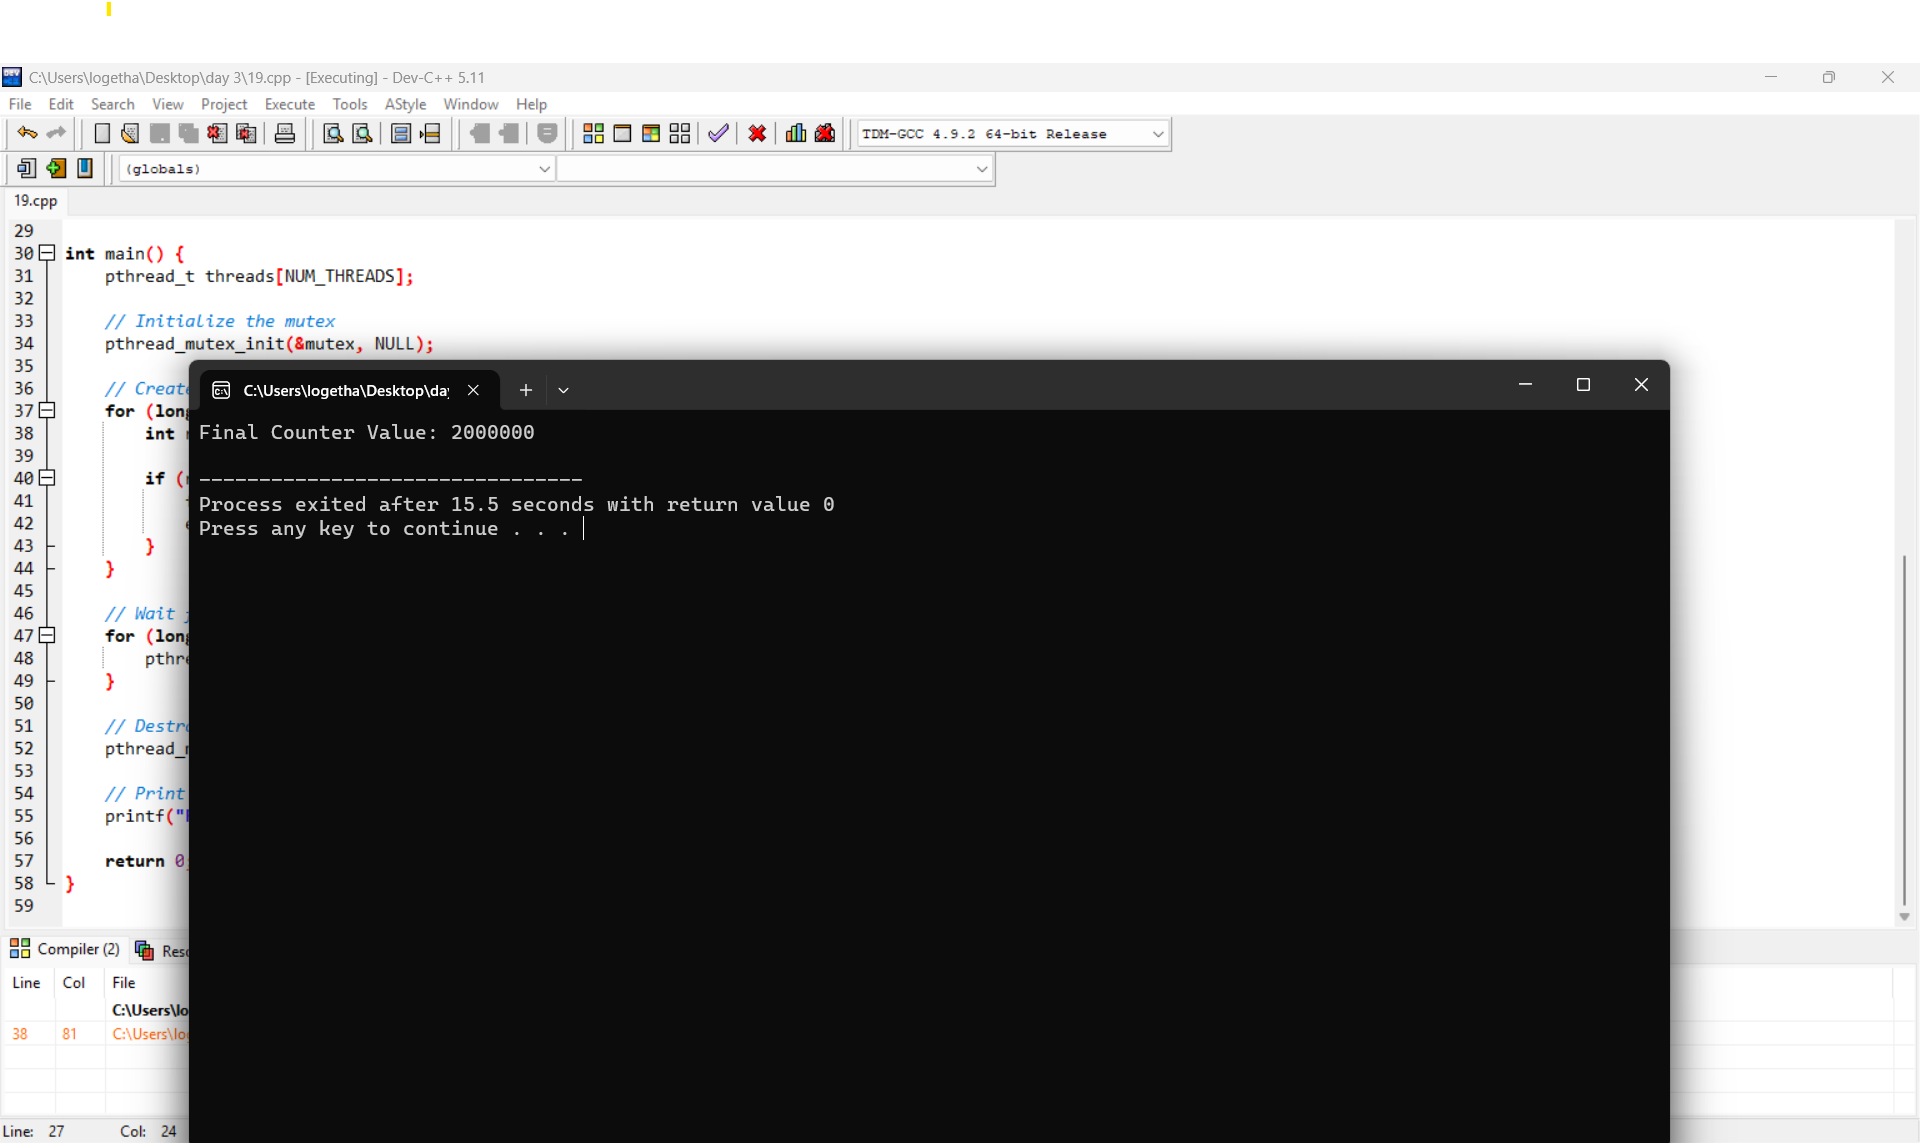 C:\Users\logetha\Desktop\day 3\19.cpp - [Executing] - Dev-C++ 5.11
File Edit Search View Project Execute Tools AStyle Window Help
TDM-GCC 4.9.2 64-bit Release
(globals)
19.cpp
29
30 int main() {
31 pthread_t threads[NUM_THREADS];
32
33 // Initialize the mutex
34 pthread_mutex_init(&mutex, NULL);
35
36 // Create
37 for (long
38 int
39
40 if (
41
42
43 }
44 }
45
46 // Wait
47 for (long
48 pthre
49 }
50
51 // Destro
52 pthread_
53
54 // Print
55 printf("
56
57 return 0;
58 }
59
C:\Users\logetha\Desktop\day
Final Counter Value: 2000000
--------------------------------
Process exited after 15.5 seconds with return value 0
Press any key to continue . . .
Compiler (2) Reso
Line Col File
C:\Users\lo
38 81 C:\Users\log
Line: 27 Col: 24